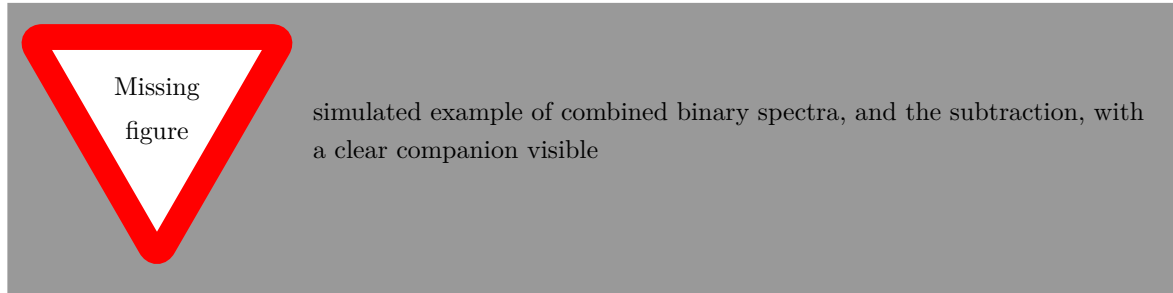 Missing
figure
simulated example of combined binary spectra, and the subtraction, with
a clear companion visible